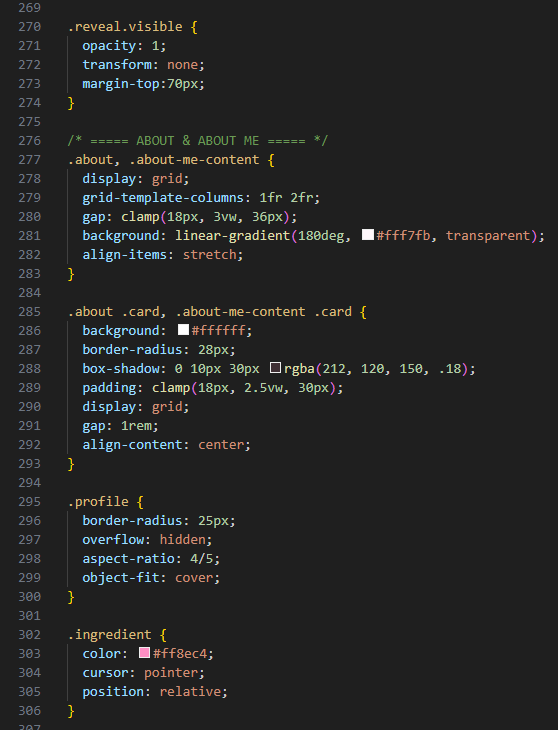 269
270 .reveal.visible {
271 opacity: 1;
272 transform: none;
273 margin-top:70px;
274 }
275
276 /* ===== ABOUT & ABOUT ME ===== */
277 .about, .about-me-content {
278 display: grid;
279 grid-template-columns: 1fr 2fr;
280 gap: clamp(18px, 3vw, 36px);
281 background: linear-gradient(180deg, #fff7fb, transparent);
282 align-items: stretch;
283 }
284
285 .about .card, .about-me-content .card {
286 background: #ffffff;
287 border-radius: 28px;
288 box-shadow: 0 10px 30px rgba(212, 120, 150, .18);
289 padding: clamp(18px, 2.5vw, 30px);
290 display: grid;
291 gap: 1rem;
292 align-content: center;
293 }
294
295 .profile {
296 border-radius: 25px;
297 overflow: hidden;
298 aspect-ratio: 4/5;
299 object-fit: cover;
300 }
301
302 .ingredient {
303 color: #ff8ec4;
304 cursor: pointer;
305 position: relative;
306 }
307